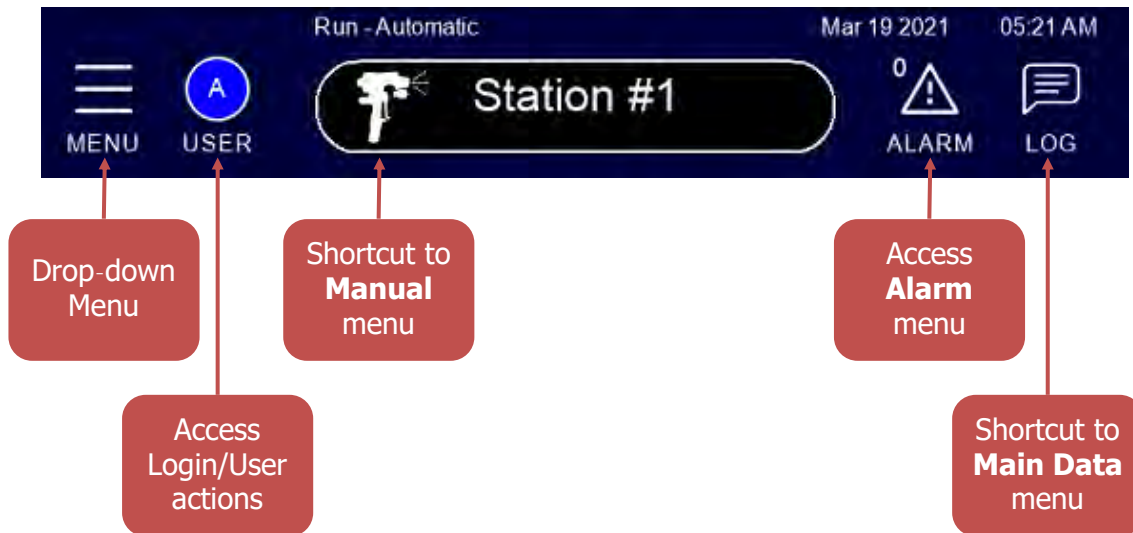 Run - Automatic
Mar 19 2021
05:21 AM
A
Station #1
0
MENU
USER
ALARM
LOG
Drop-down
Menu
Shortcut to
Manual
menu
Access
Alarm
menu
Access
Login/User
actions
Shortcut to
Main Data
menu